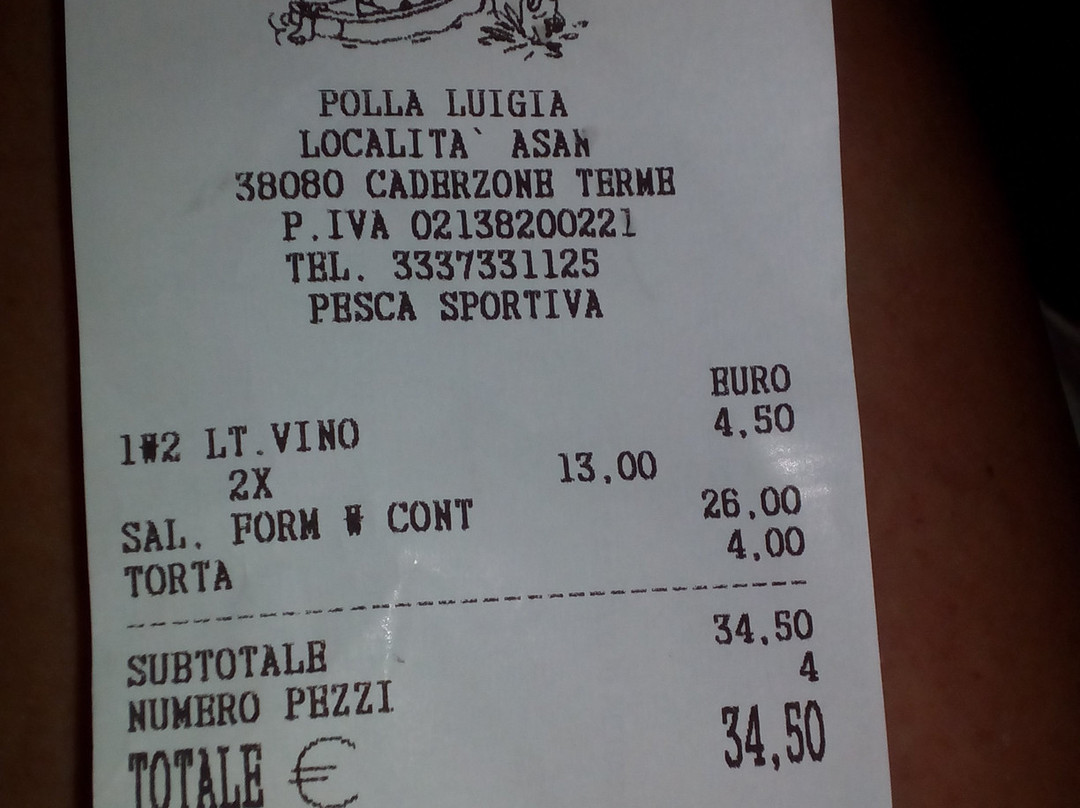 POLLA LUIGIA
LOCALITA` ASAN
38080 CADERZONE TERME
P.IVA 02138200221
TEL. 3337331125
PESCA SPORTIVA
EURO
1#2 LT.VINO 4,50
2X 13,00
SAL. FORM # CONT 26,00
TORTA 4,00
SUBTOTALE 34,50
NUMERO PEZZI 4
TOTALE € 34,50